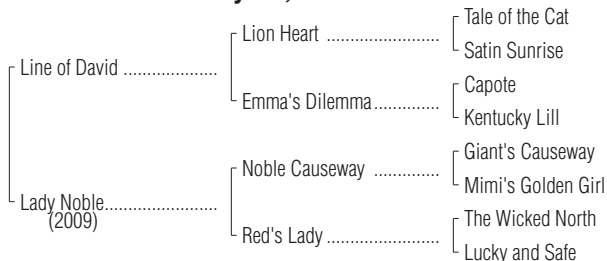 Tale of the Cat
Lion Heart ......................
Satin Sunrise
Line of David ...................
Capote
Emma's Dilemma..............
Kentucky Lill
Giant's Causeway
Noble Causeway ..............
Mimi's Golden Girl
Lady Noble.......................
(2009)
The Wicked North
Red's Lady .......................
Lucky and Safe